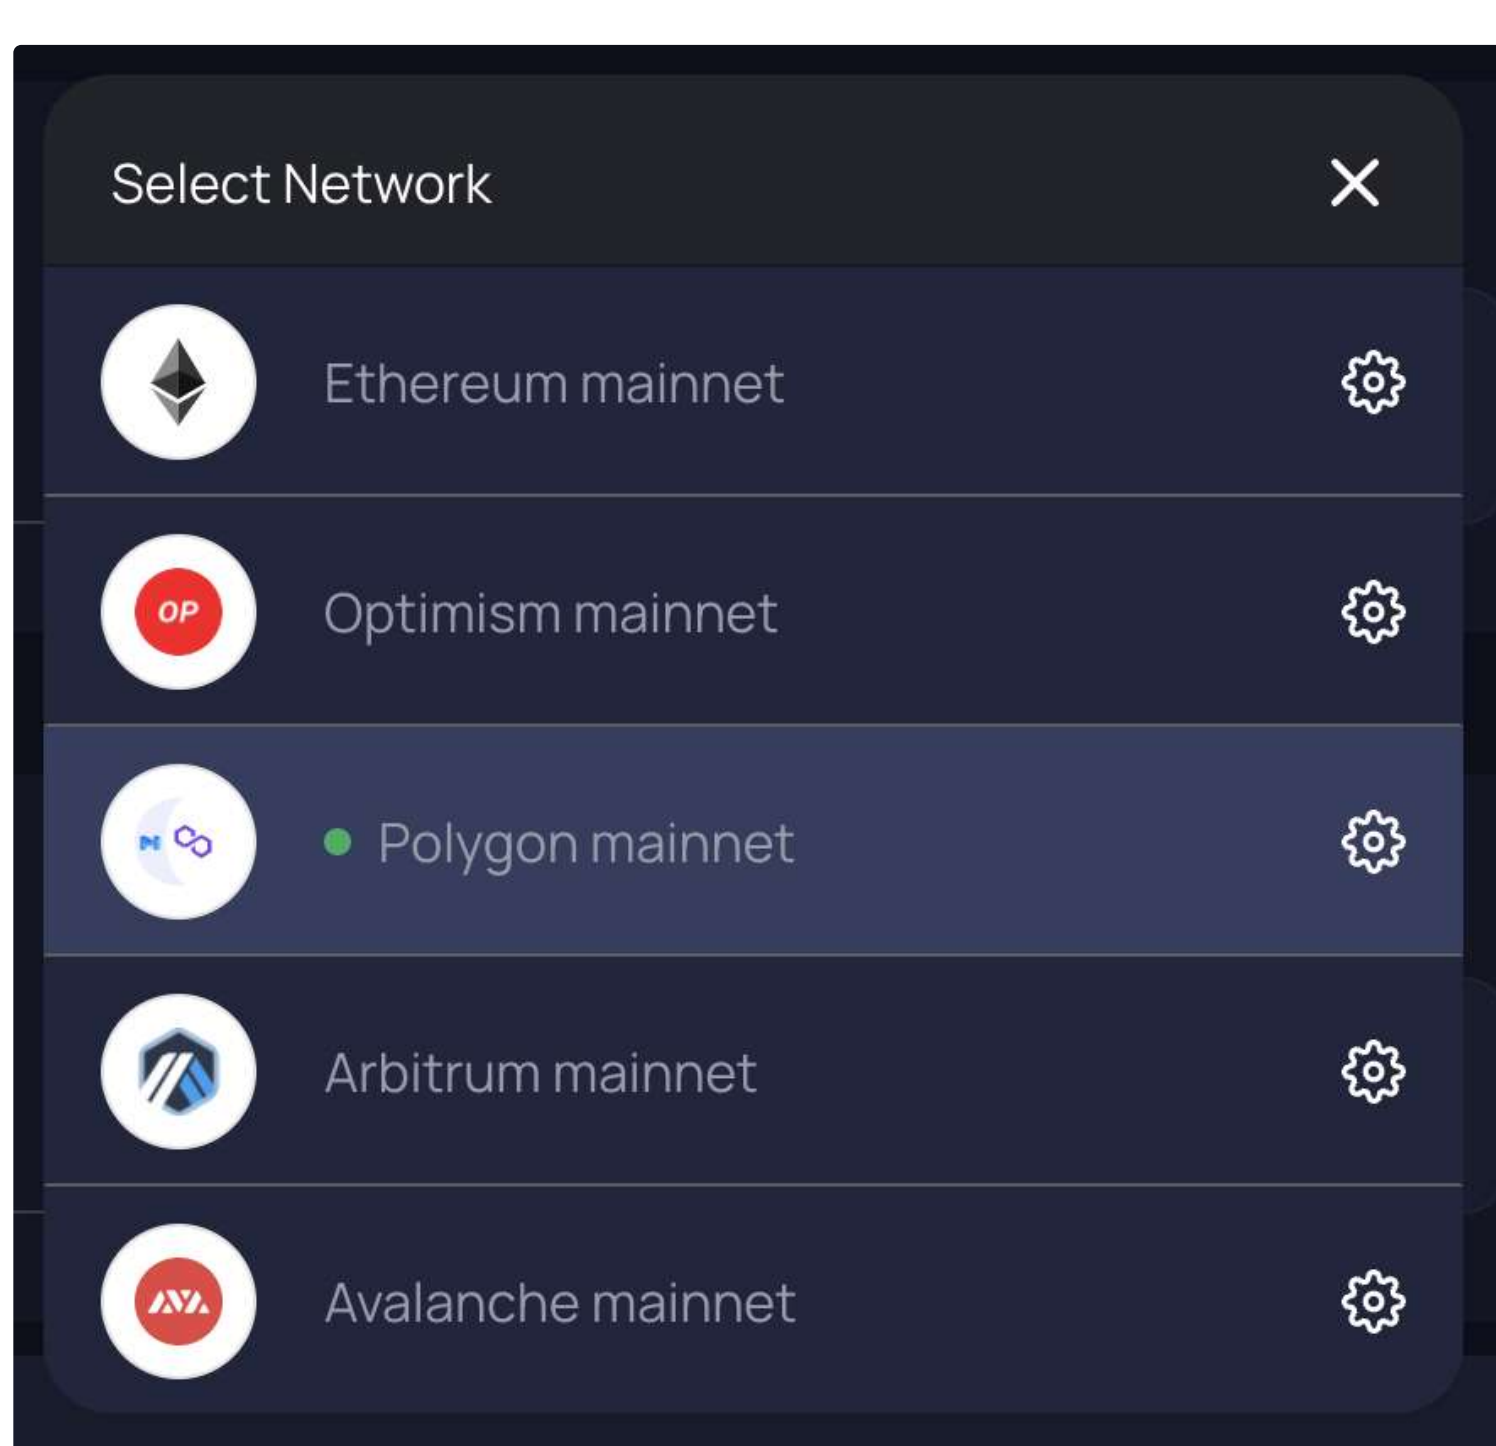 Select Network
Ethereum mainnet
OP
Optimism mainnet
Polygon mainnet
Arbitrum mainnet
Avalanche mainnet